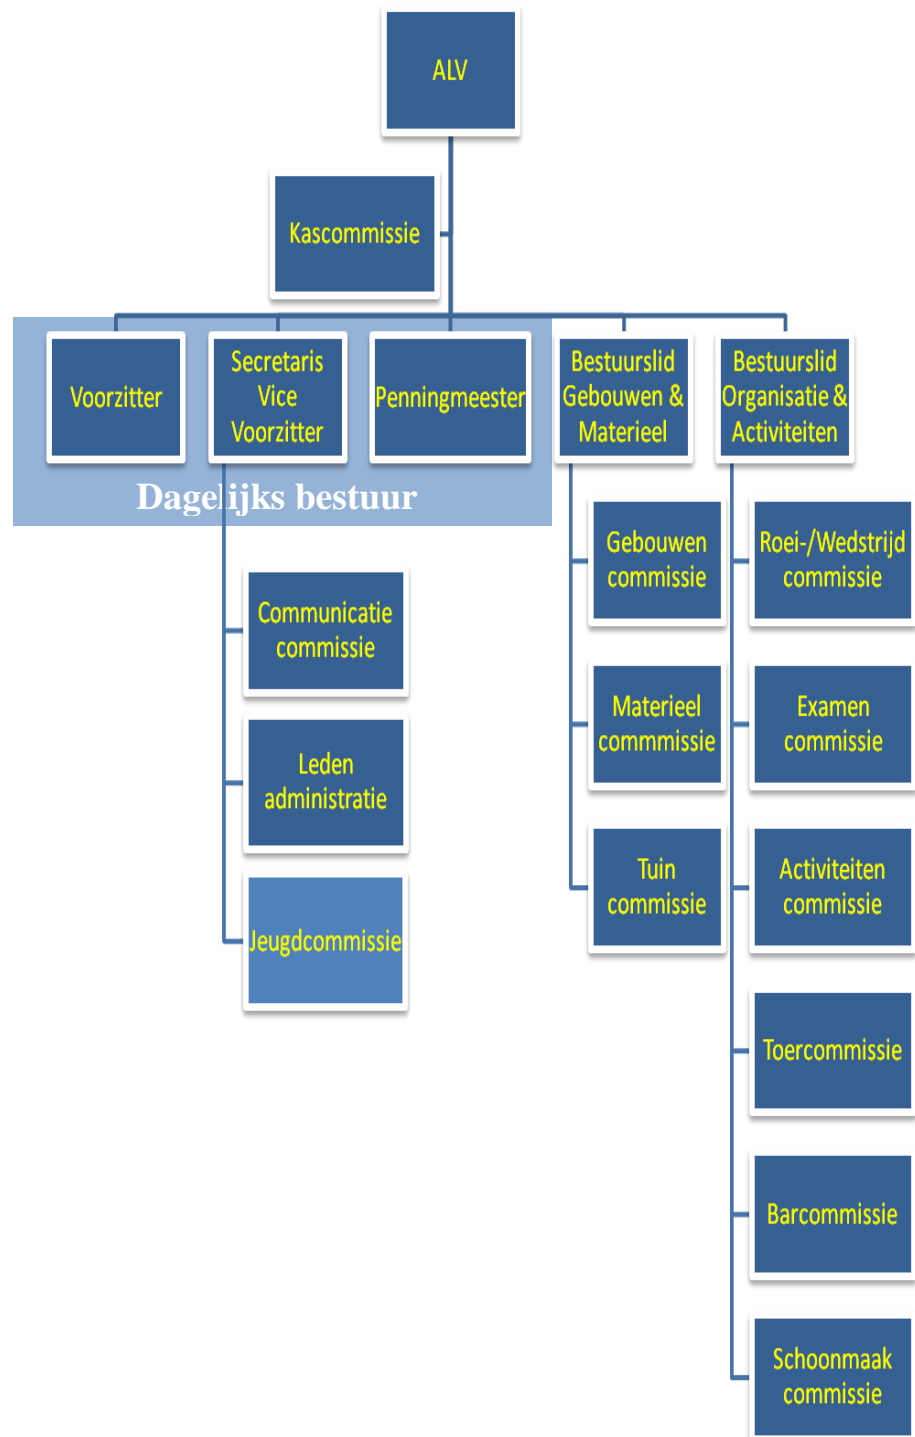 ALV
Kascommissie
Voorzitter
Secretaris
Vice
Voorzitter
Penningmeester
Bestuurslid
Gebouwen &
Materieel
Bestuurslid
Organisatie &
Activiteiten
Dagelijks bestuur
Communicatie
commissie
Leden
administratie
Jeugdcommissie
Gebouwen
commissie
Materieel
commmissie
Tuin
commissie
Roei-/Wedstrijd
commissie
Examen
commissie
Activiteiten
commissie
Toercommissie
Barcommissie
Schoonmaak
commissie